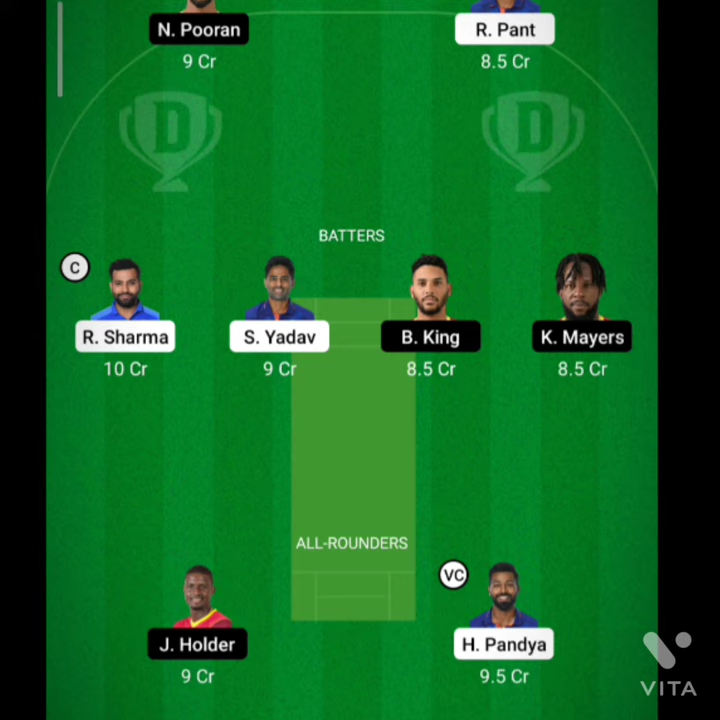 N. Pooran R. Pant
9 Cr 8.5 Cr
D D
BATTERS
C
R. Sharma S. Yadav B. King K. Mayers
10 Cr 9 Cr 8.5 Cr 8.5 Cr
ALL-ROUNDERS
VC
J. Holder H. Pandya
9 Cr 9.5 Cr
VITA